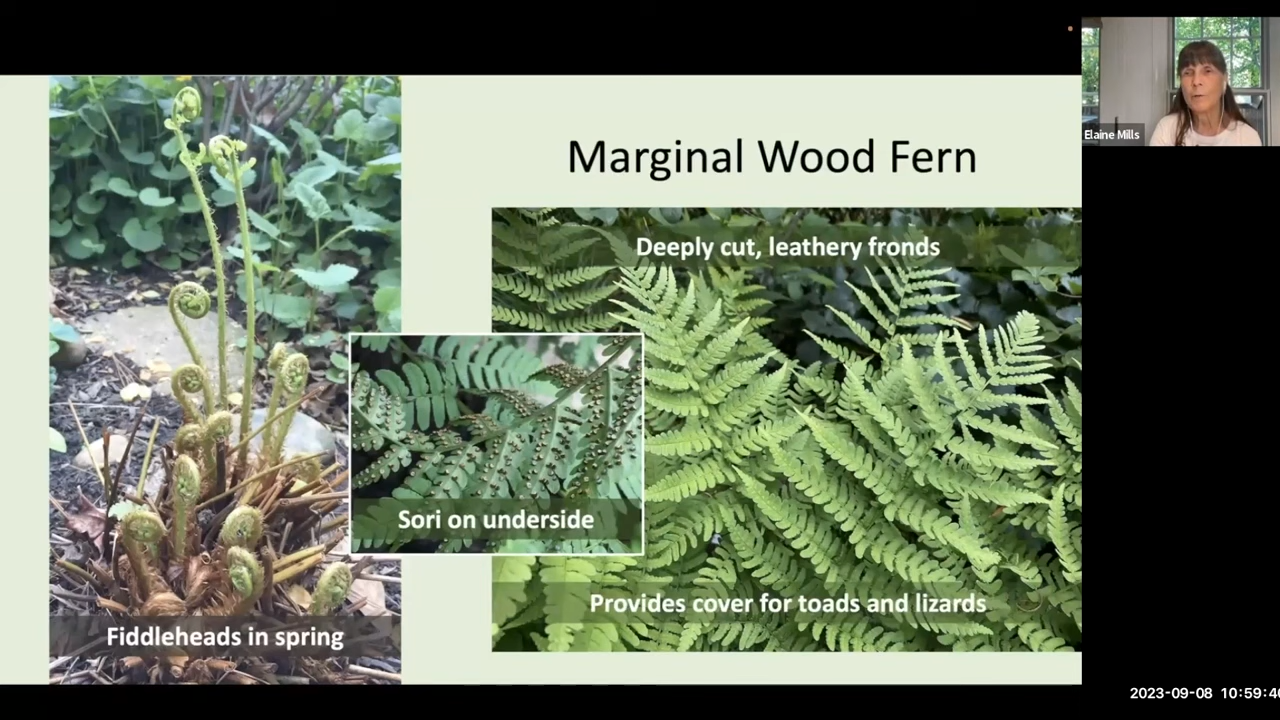 Marginal Wood Fern
Deeply cut, leathery fronds
Sori on underside
Provides cover for toads and lizards
Fiddleheads in spring
Elaine Mills
2023-09-08 10:59:4